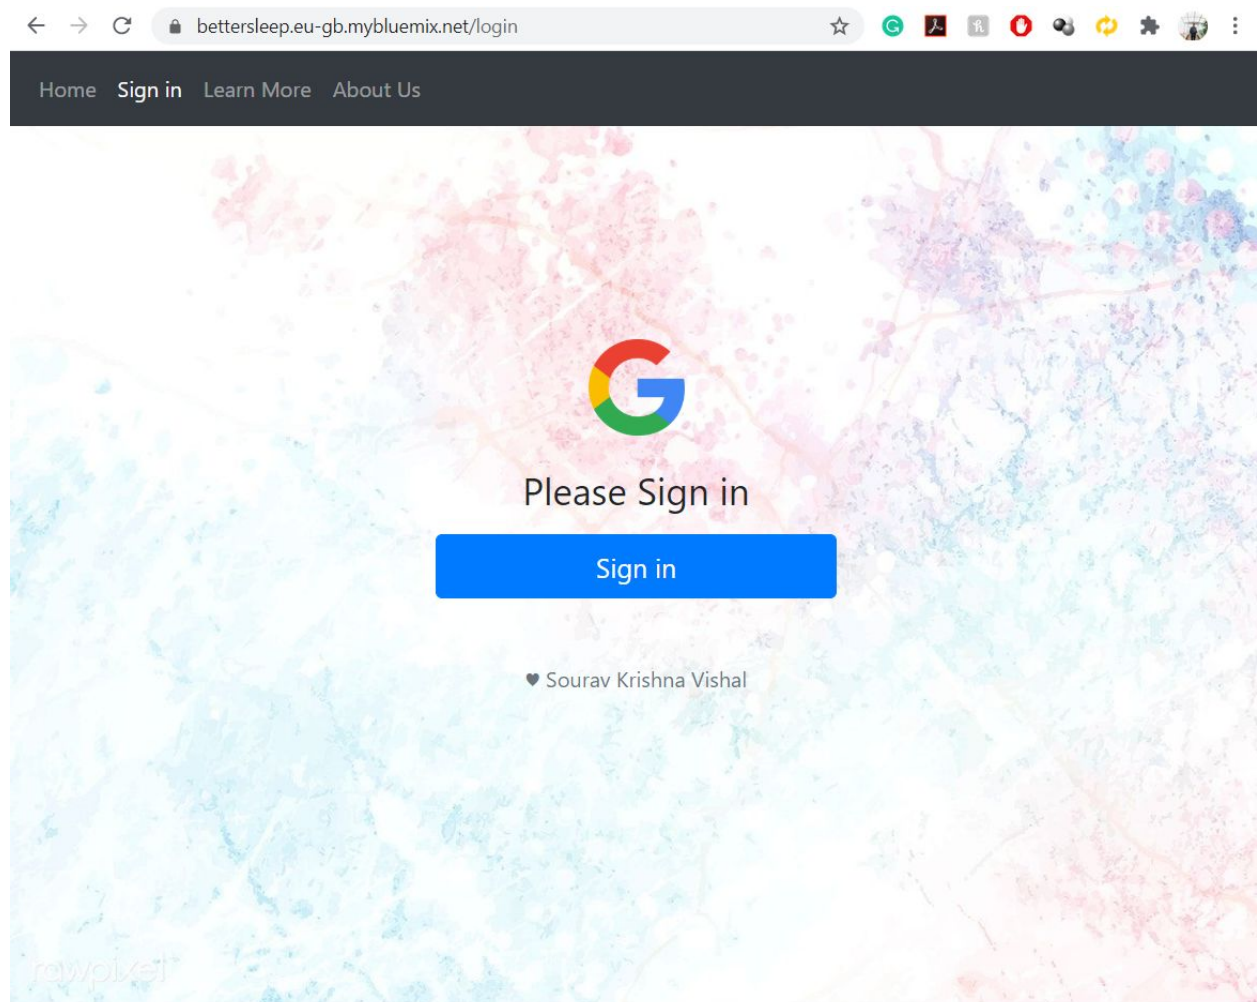 bettersleep.eu-gb.mybluemix.net/login
Home Sign in Learn More About Us
Please Sign in
Sign in
♥ Sourav Krishna Vishal
rawpixel